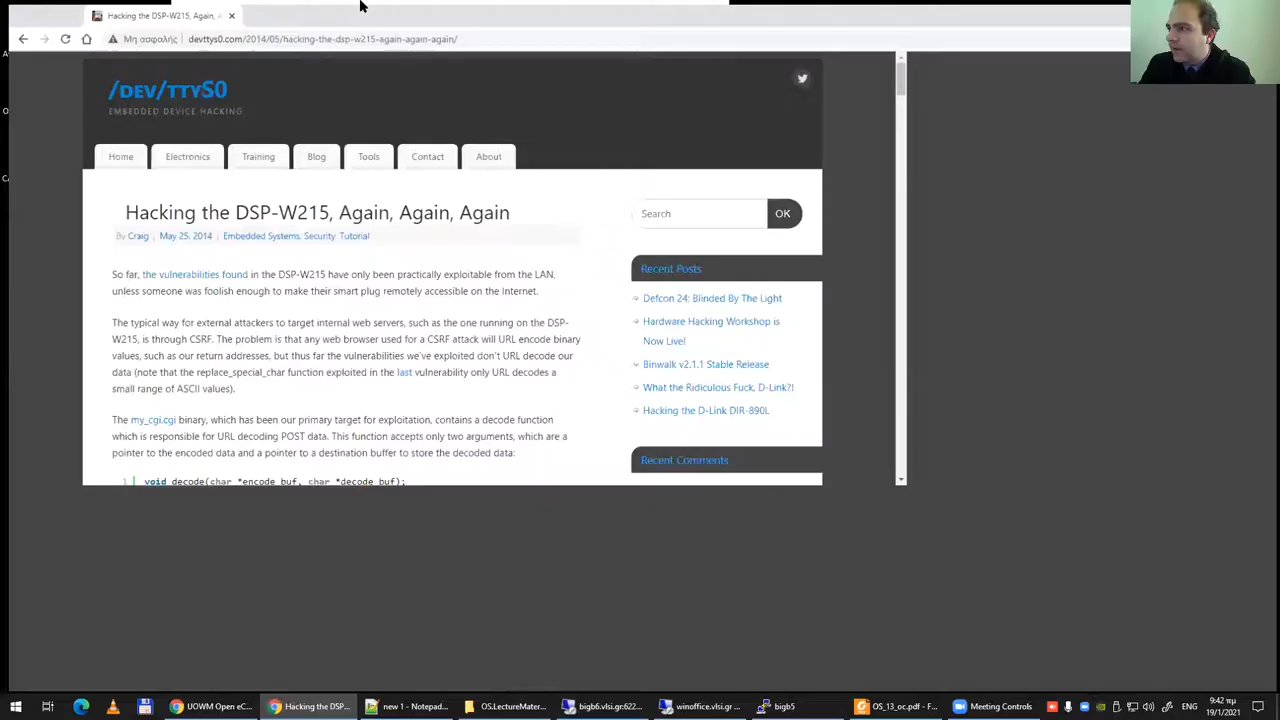 Hacking the DSP-W215, Again, A
Μη ασφαλής
devttys0.com/2014/05/hacking-the-dsp-w215-again-again-again/
/DEV/TTYS0
EMBEDDED DEVICE HACKING
Home
Electronics
Training
Blog
Tools
Contact
About
Hacking the DSP-W215, Again, Again, Again
By Craig | May 25, 2014 | Embedded Systems, Security, Tutorial
So far, the vulnerabilities found in the DSP-W215 have only been practically exploitable from the LAN,
unless someone was foolish enough to make their smart plug remotely accessible on the Internet.
The typical way for external attackers to target internal web servers, such as the one running on the DSP-
W215, is through CSRF. The problem is that any web browser used for a CSRF attack will URL encode binary
values, such as our return addresses, but thus far the vulnerabilities we've exploited don't URL decode our
data (note that the replace_special_char function exploited in the last vulnerability only URL decodes a
small range of ASCII values).
The my_cgi.cgi binary, which has been our primary target for exploitation, contains a decode function
which is responsible for URL decoding POST data. This function accepts only two arguments, which are a
pointer to the encoded data and a pointer to a destination buffer to store the decoded data:
1 void decode(char *encode_buf, char *decode_buf);
Search
OK
Recent Posts
Defcon 24: Blinded By The Light
Hardware Hacking Workshop is
Now Live!
Binwalk v2.1.1 Stable Release
What the Ridiculous Fuck, D-Link?!
Hacking the D-Link DIR-890L
Recent Comments
UOWM Open eC...
Hacking the DSP...
new 1 - Notepad...
OS.LectureMater...
bigb6.vlsi.gr:622...
winoffice.vlsi.gr -...
bigb5
OS_13_oc.pdf - F...
Meeting Controls
9:42 πμ
19/1/2021